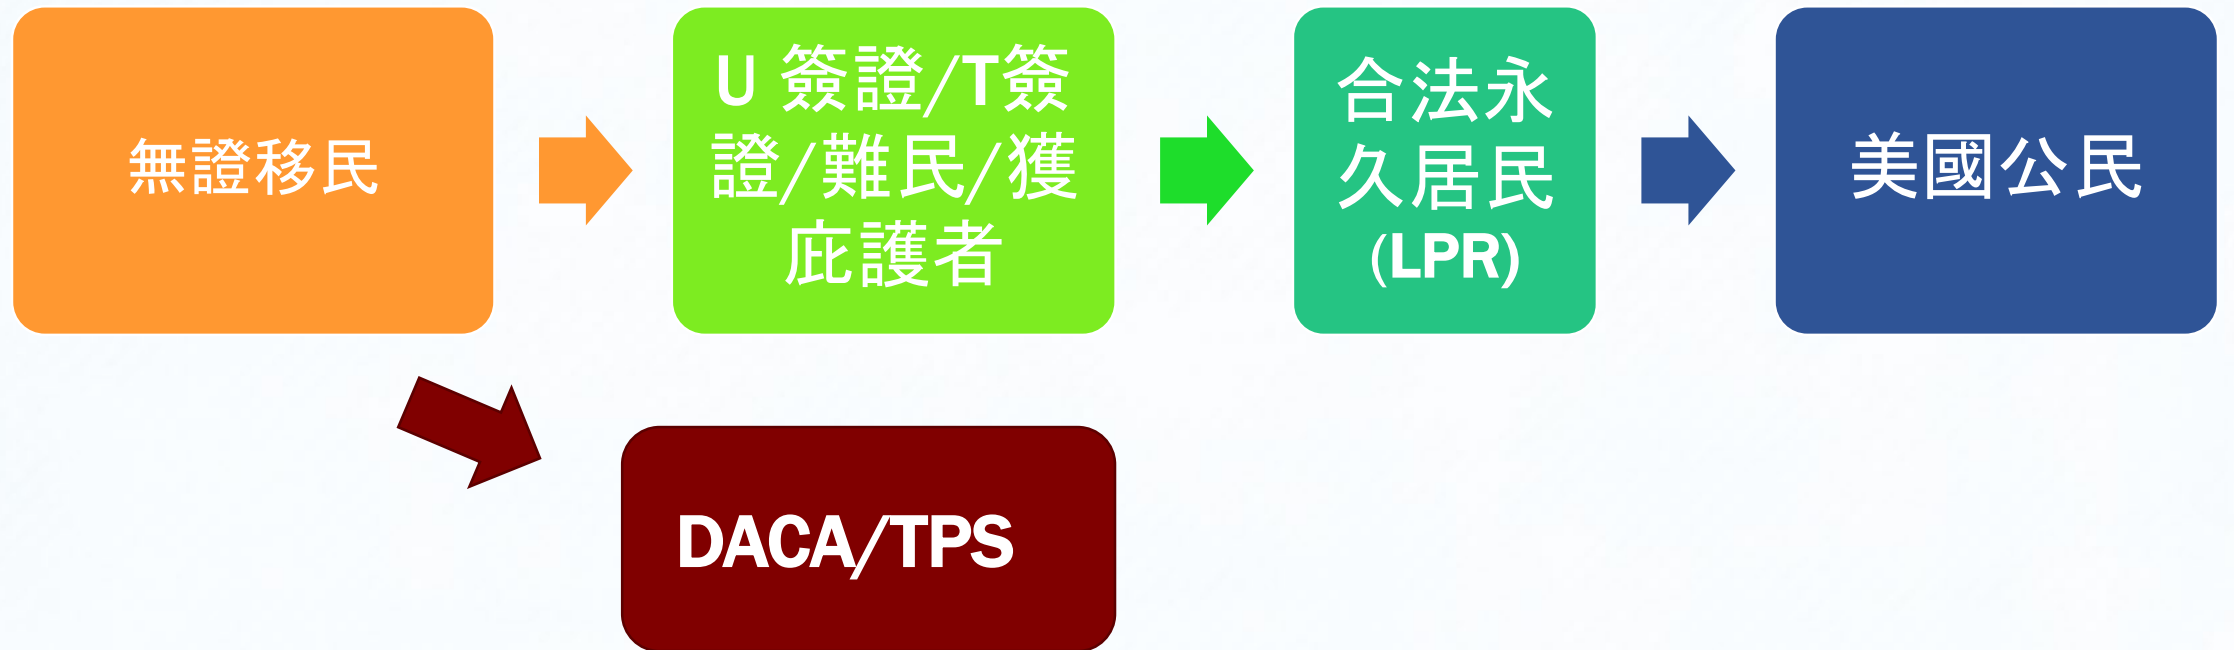 無證移民
U 簽證/T簽
證/難民/獲
庇護者
合法永
久居民
(LPR)
美國公民
DACA/TPS